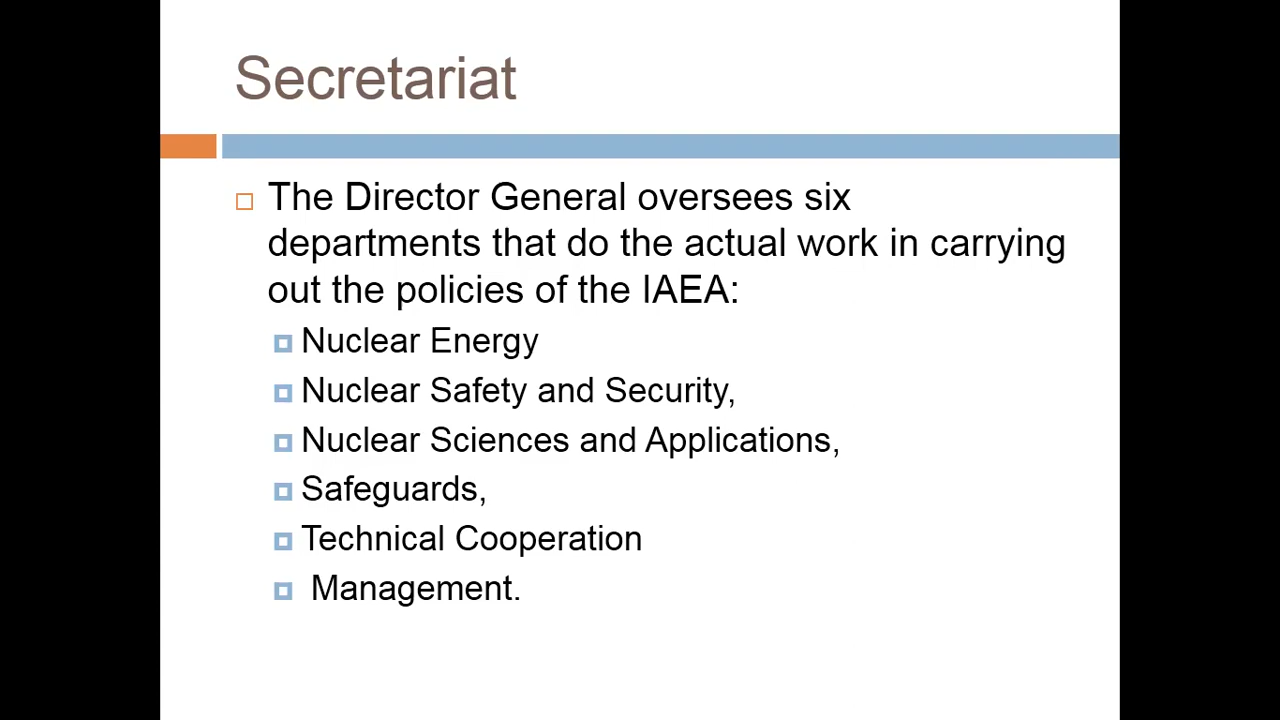 Secretariat
The Director General oversees six
departments that do the actual work in carrying
out the policies of the IAEA:
Nuclear Energy
Nuclear Safety and Security,
Nuclear Sciences and Applications,
Safeguards,
Technical Cooperation
Management.